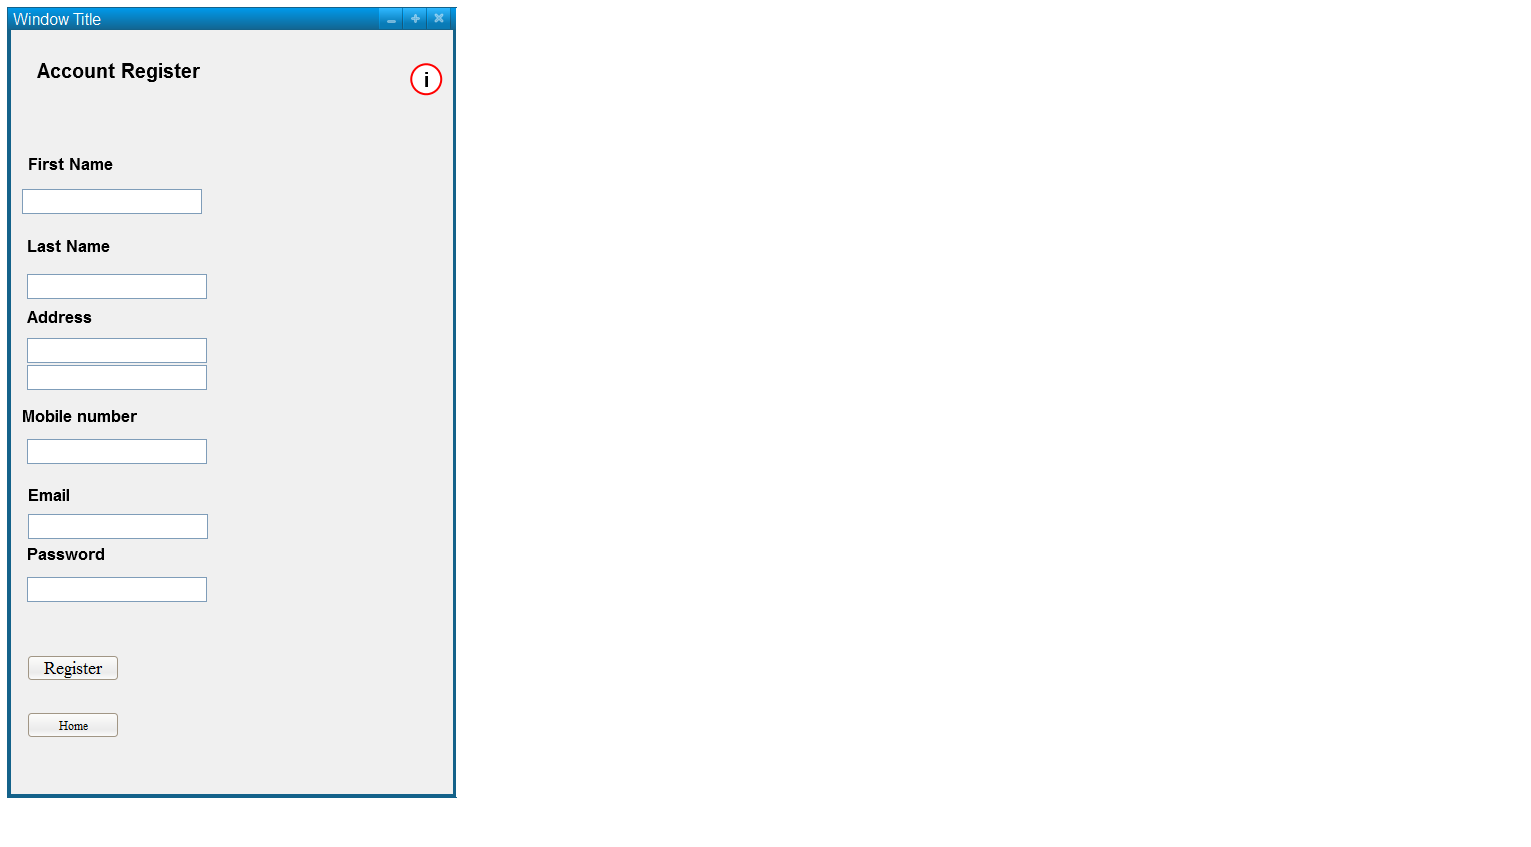 Window Title
Account Register
i
First Name
Last Name
Address
Mobile number
Email
Password
Register
Home